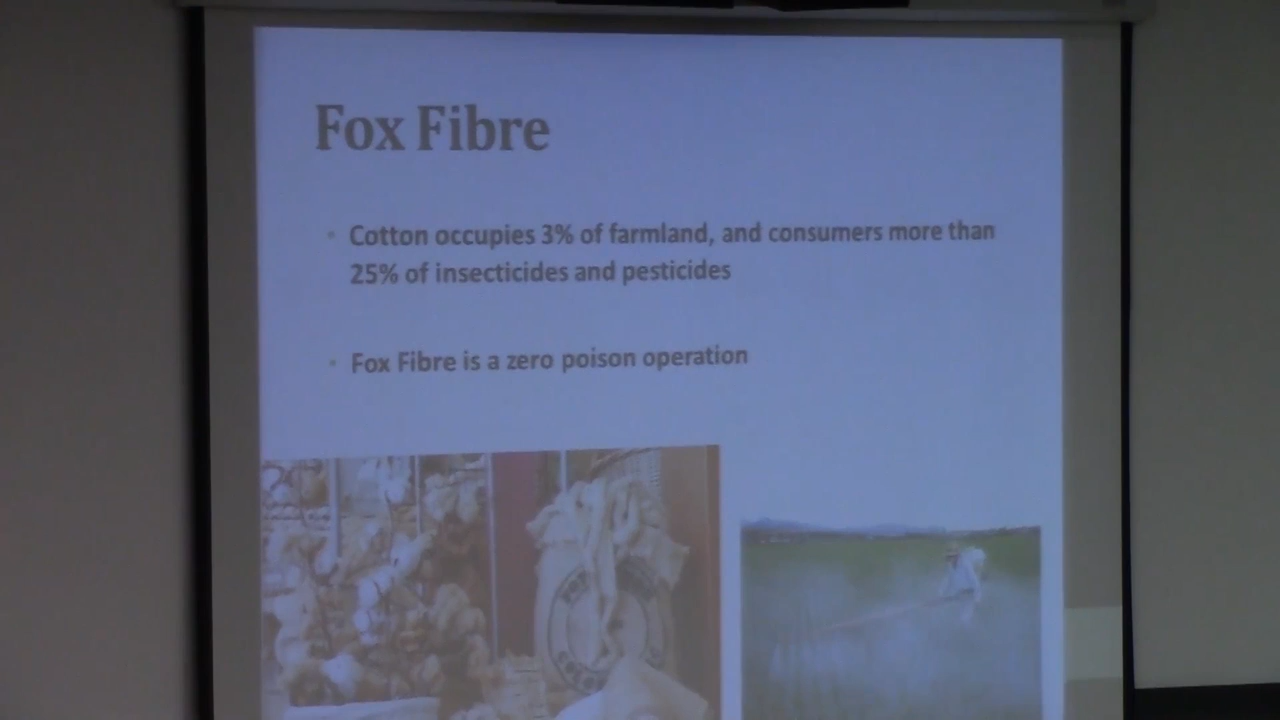 Fox Fibre
• Cotton occupies 3% of farmland, and consumers more than
25% of insecticides and pesticides
• Fox Fibre is a zero poison operation